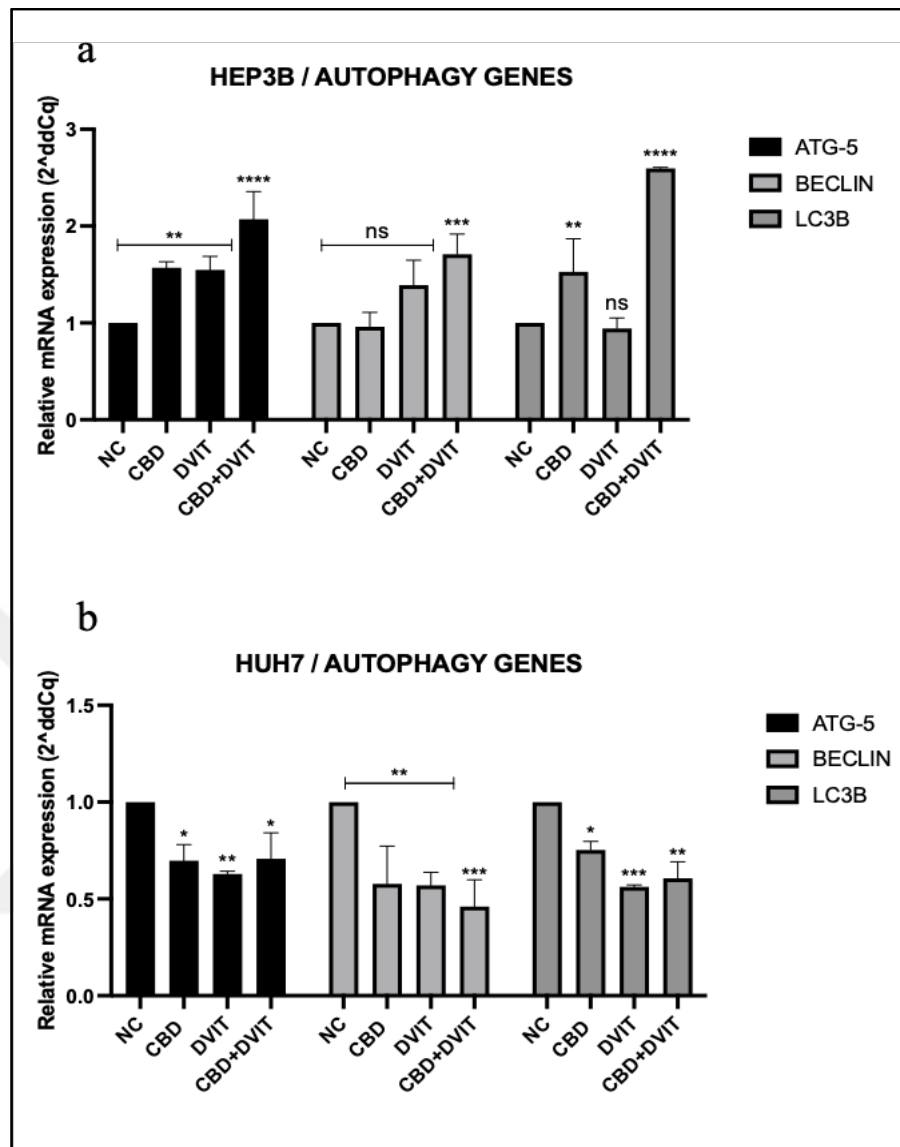 a
HEP3B / AUTOPHAGY GENES
Relative mRNA expression (2^ddCq)
3
2
1
0
**
****
ns
***
**
ns
****
NC
CBD
DVIT
CBD+DVIT
NC
CBD
DVIT
CBD+DVIT
NC
CBD
DVIT
CBD+DVIT
ATG-5
BECLIN
LC3B
b
HUH7 / AUTOPHAGY GENES
Relative mRNA expression (2^ddCq)
1.5
1.0
0.5
0.0
*
**
*
**
***
*
***
**
NC
CBD
DVIT
CBD+DVIT
NC
CBD
DVIT
CBD+DVIT
NC
CBD
DVIT
CBD+DVIT
ATG-5
BECLIN
LC3B